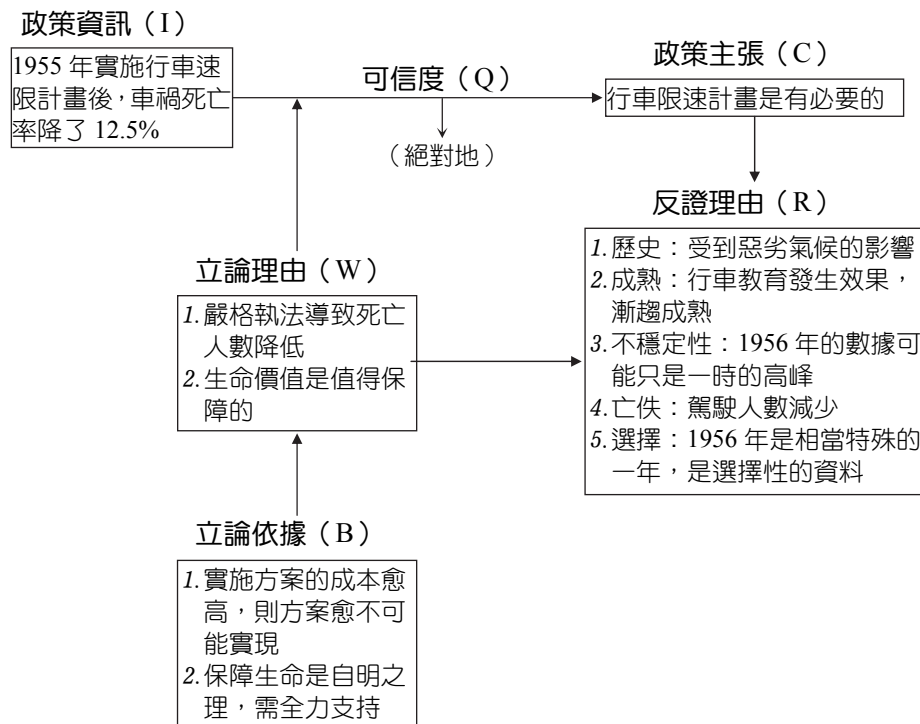 政策資訊（I）
1955 年實施行車速
限計畫後，車禍死亡
率降了 12.5%
可信度（Q）
（絕對地）
政策主張（C）
行車限速計畫是有必要的
反證理由（R）
1. 歷史：受到惡劣氣候的影響
2. 成熟：行車教育發生效果，
漸趨成熟
3. 不穩定性：1956 年的數據可
能只是一時的高峰
4. 亡佚：駕駛人數減少
5. 選擇：1956 年是相當特殊的
一年，是選擇性的資料
立論理由（W）
1. 嚴格執法導致死亡
人數降低
2. 生命價值是值得保
障的
立論依據（B）
1. 實施方案的成本愈
高，則方案愈不可
能實現
2. 保障生命是自明之
理，需全力支持